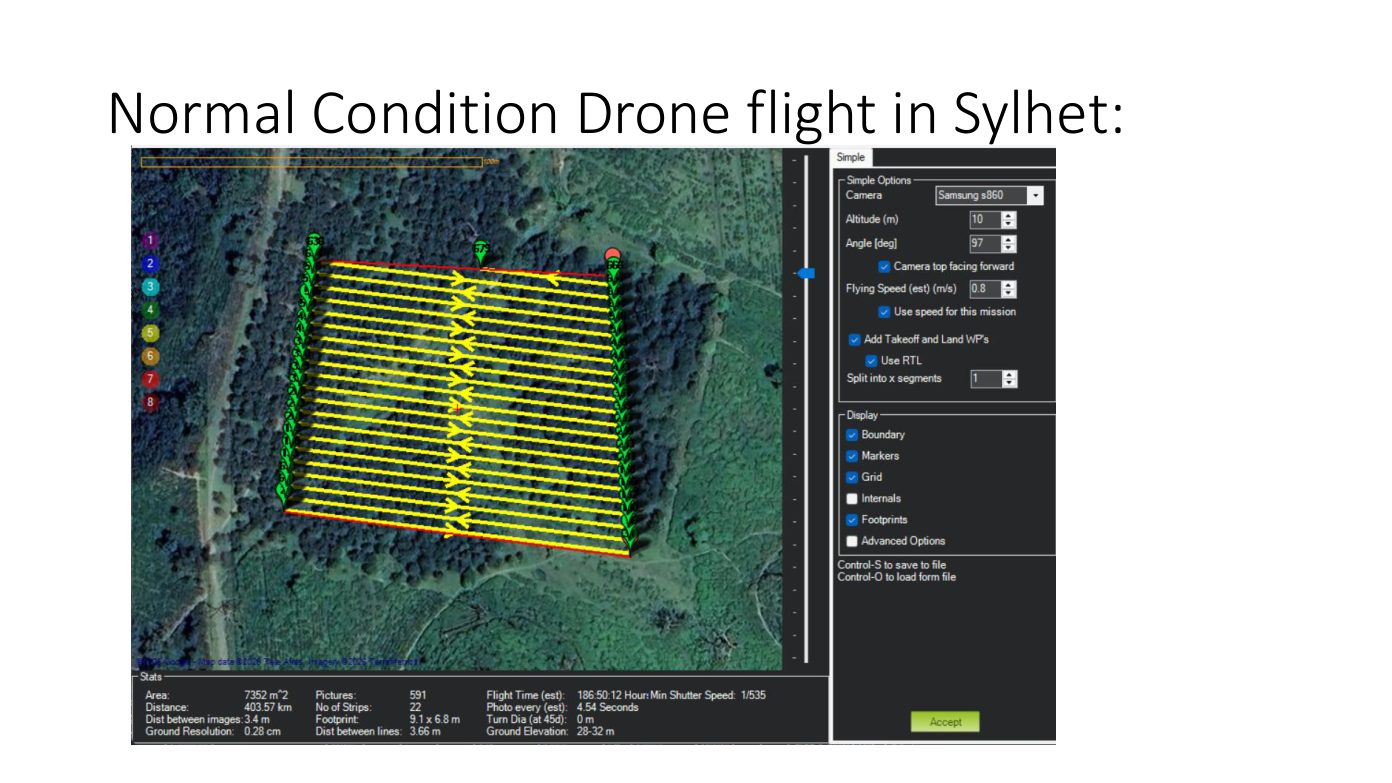 Normal Condition Drone flight in Sylhet:
100m
Simple
Simple Options
Camera Samsung s860
Altitude (m) 10
Angle [deg] 97
Camera top facing forward
Flying Speed (est) (m/s) 0.8
Use speed for this mission
Add Takeoff and Land WP's
Use RTL
Split into x segments 1
Display
Boundary
Markers
Grid
Internals
Footprints
Advanced Options
Control-S to save to file
Control-O to load form file
Accept
1
2
3
4
5
6
7
8
Stats
Area: 7352 m^2 Pictures: 591 Flight Time (est): 186:50:12 Hour: Min Shutter Speed: 1/535
Distance: 403.57 km No of Strips: 22 Photo every (est): 4.54 Seconds
Dist between images: 3.4 m Footprint: 9.1 x 6.8 m Turn Dia (at 45d): 0 m
Ground Resolution: 0.28 cm Dist between lines: 3.66 m Ground Elevation: 28-32 m